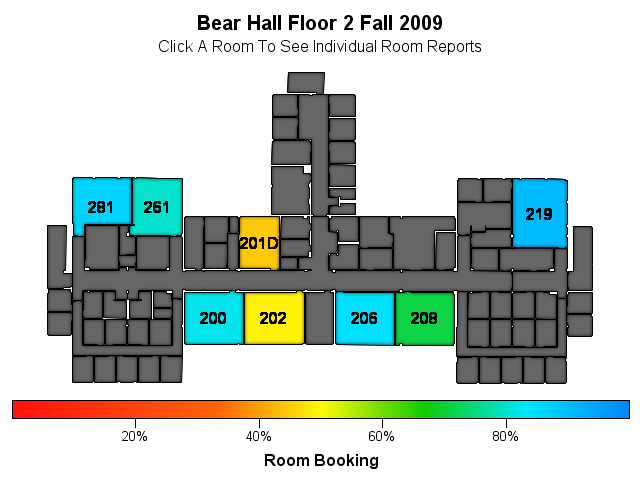 Bear Hall Floor 2 Fall 2009
Click A Room To See Individual Room Reports
281 261 219
201D
200 202 206 208
20% 40% 60% 80%
Room Booking